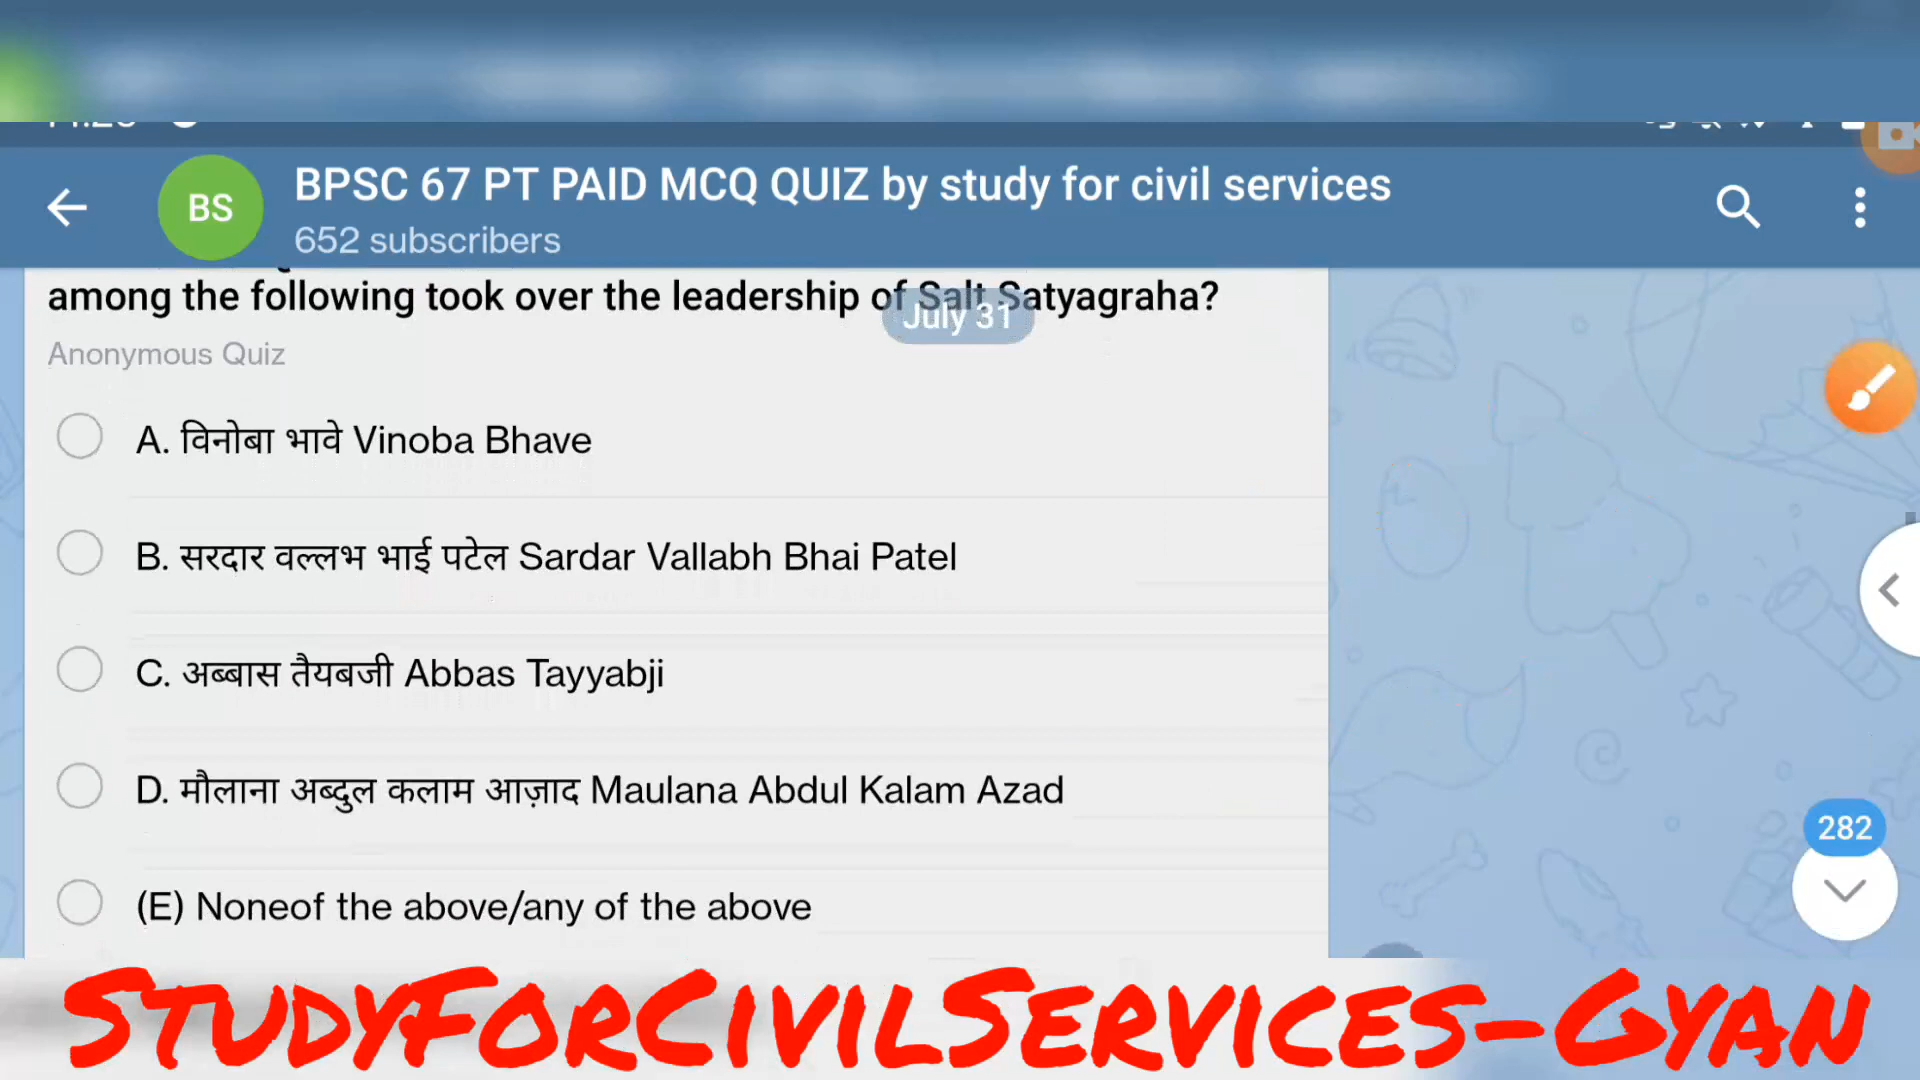 BS
BPSC 67 PT PAID MCQ QUIZ by study for civil services
652 subscribers
among the following took over the leadership of Salt Satyagraha?
July 31
Anonymous Quiz
A. विनोबा भावे Vinoba Bhave
B. सरदार वल्लभ भाई पटेल Sardar Vallabh Bhai Patel
C. अब्बास तैयबजी Abbas Tayyabji
D. मौलाना अब्दुल कलाम आज़ाद Maulana Abdul Kalam Azad
282
(E) Noneof the above/any of the above
StudyForCivilServices-Gyan